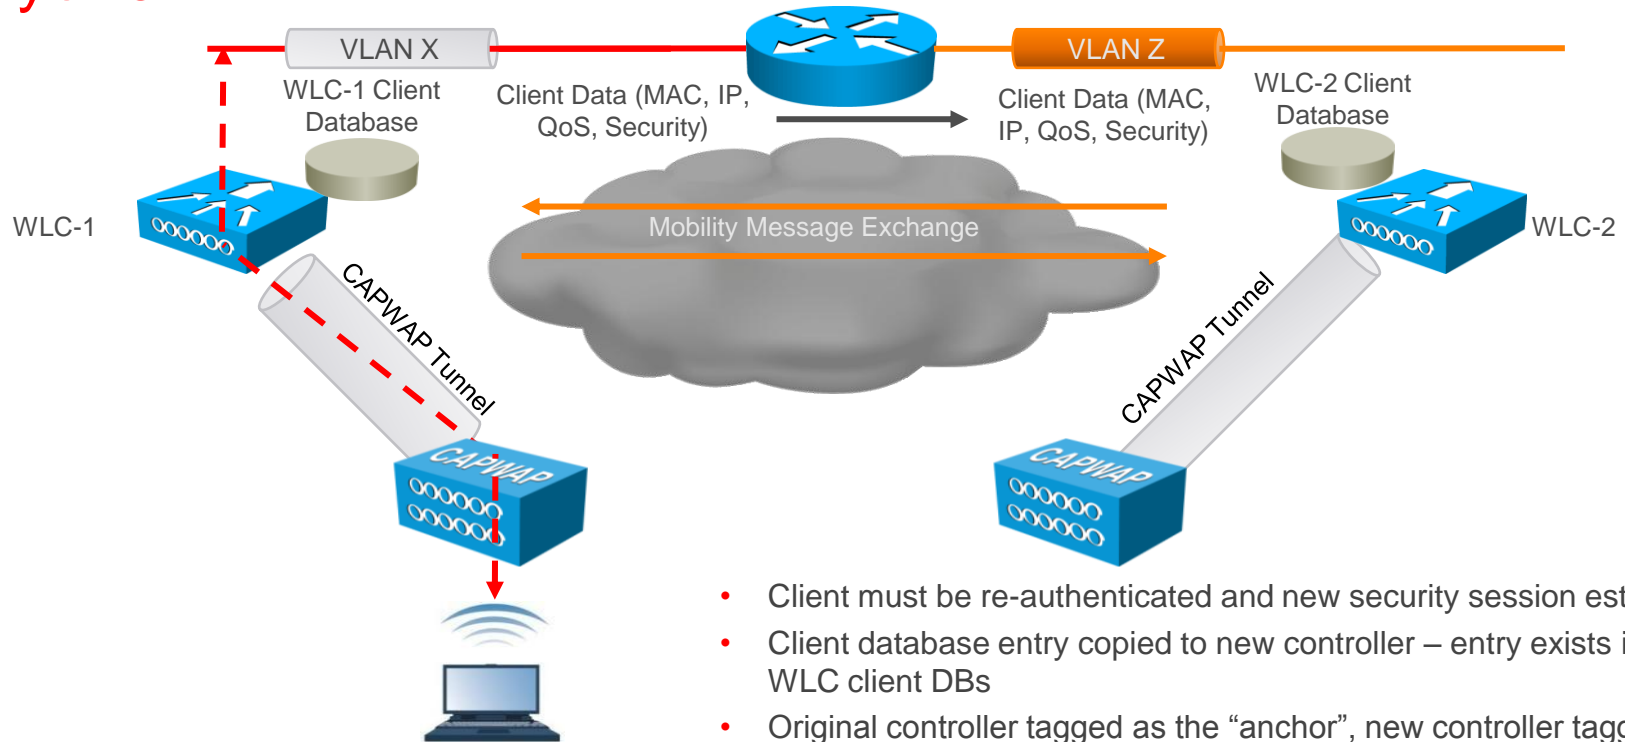 VLAN X
VLAN Z
WLC-1 Client
Database
Client Data (MAC, IP,
QoS, Security)
Client Data (MAC,
IP, QoS, Security)
WLC-2 Client
Database
WLC-1
Mobility Message Exchange
WLC-2
CAPWAP Tunnel
CAPWAP Tunnel
CAPWAP
CAPWAP
• Client must be re-authenticated and new security session
• Client database entry copied to new controller – entry exists
WLC client DBs
• Original controller tagged as the “anchor”, new controller